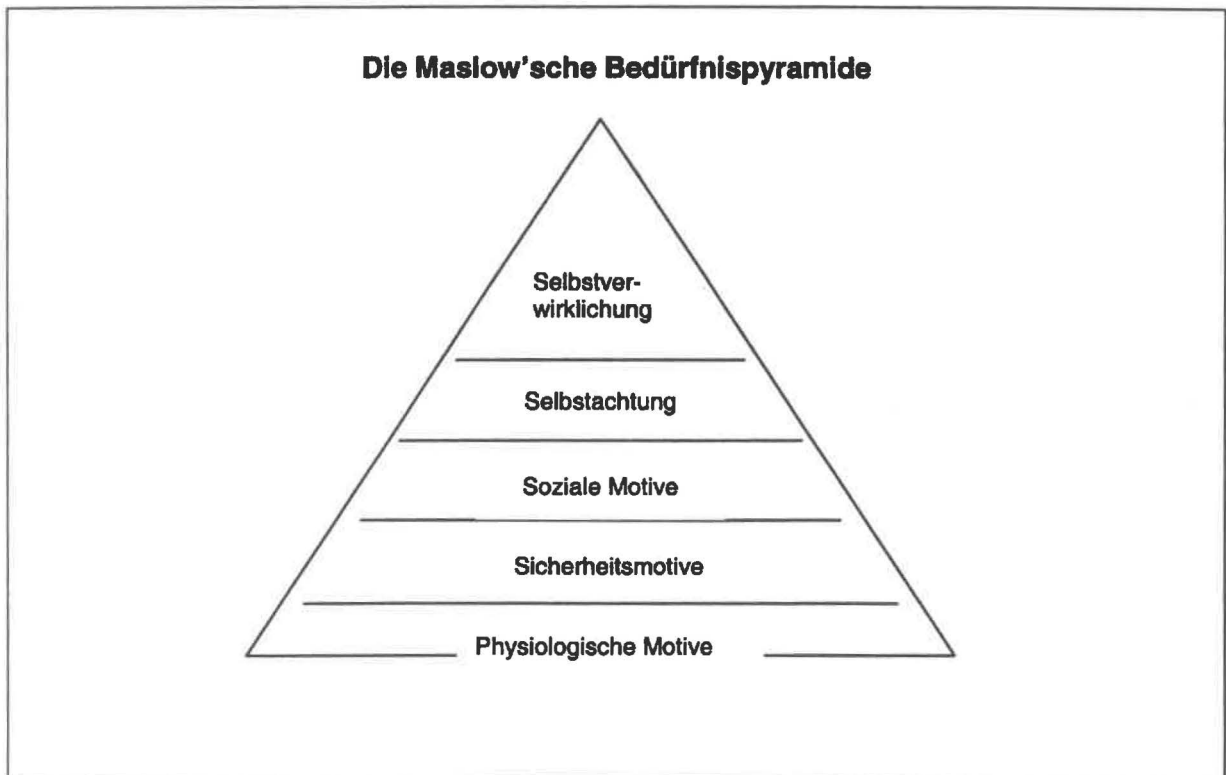 Die Maslow'sche Bedürfnispyramide
Selbstver-
wirklichung
Selbstachtung
Soziale Motive
Sicherheitsmotive
Physiologische Motive